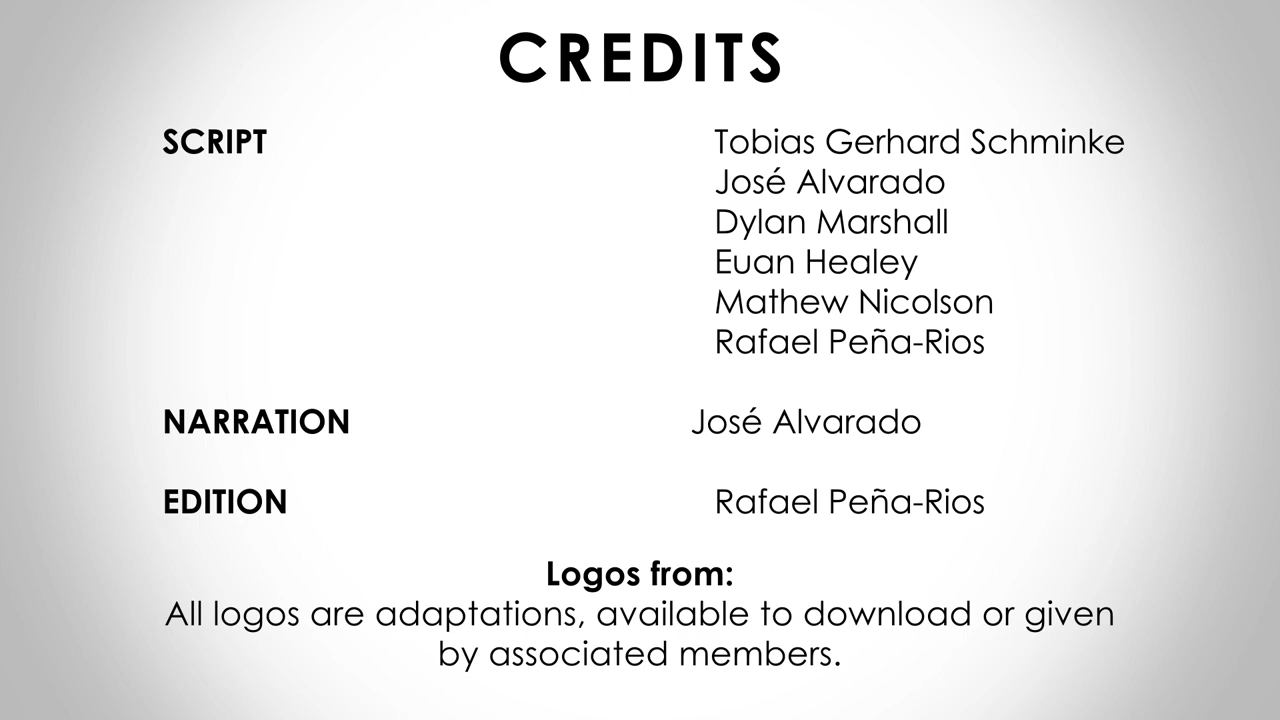 CREDITS
SCRIPT Tobias Gerhard Schminke
José Alvarado
Dylan Marshall
Euan Healey
Mathew Nicolson
Rafael Peña-Rios
NARRATION José Alvarado
EDITION Rafael Peña-Rios
Logos from:
All logos are adaptations, available to download or given
by associated members.